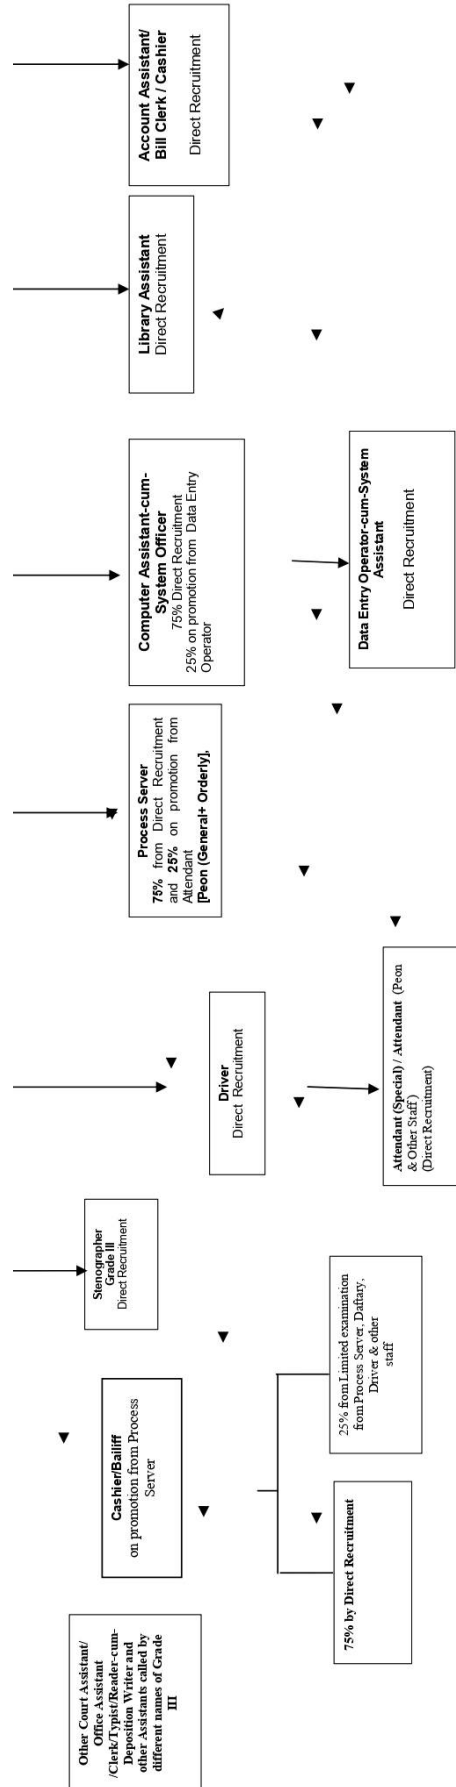 Other Court Assistant/
Office Assistant
/Clerk/Typist/Reader-cum-
Deposition Writer and
other Assistants called by
different names of Grade
III
Cashier/Bailiff
on promotion from Process
Server
75% by Direct Recruitment
25% from Limited examination
from Process Server, Daftary,
Driver & other
staff
Stenographer
Grade III
Direct Recruitment
Driver
Direct Recruitment
Attendant (Special) / Attendant (Peon
& Other Staff )
(Direct Recruitment)
Process Server
75% from Direct Recruitment
and 25% on promotion from
Attendant
[Peon (General+ Orderly],
Computer Assistant-cum-
System Officer
75% Direct Recruitment
25% on promotion from Data Entry
Operator
Data Entry Operator-cum-System
Assistant
Direct Recruitment
Library Assistant
Direct Recruitment
Account Assistant/
Bill Clerk / Cashier
Direct Recruitment